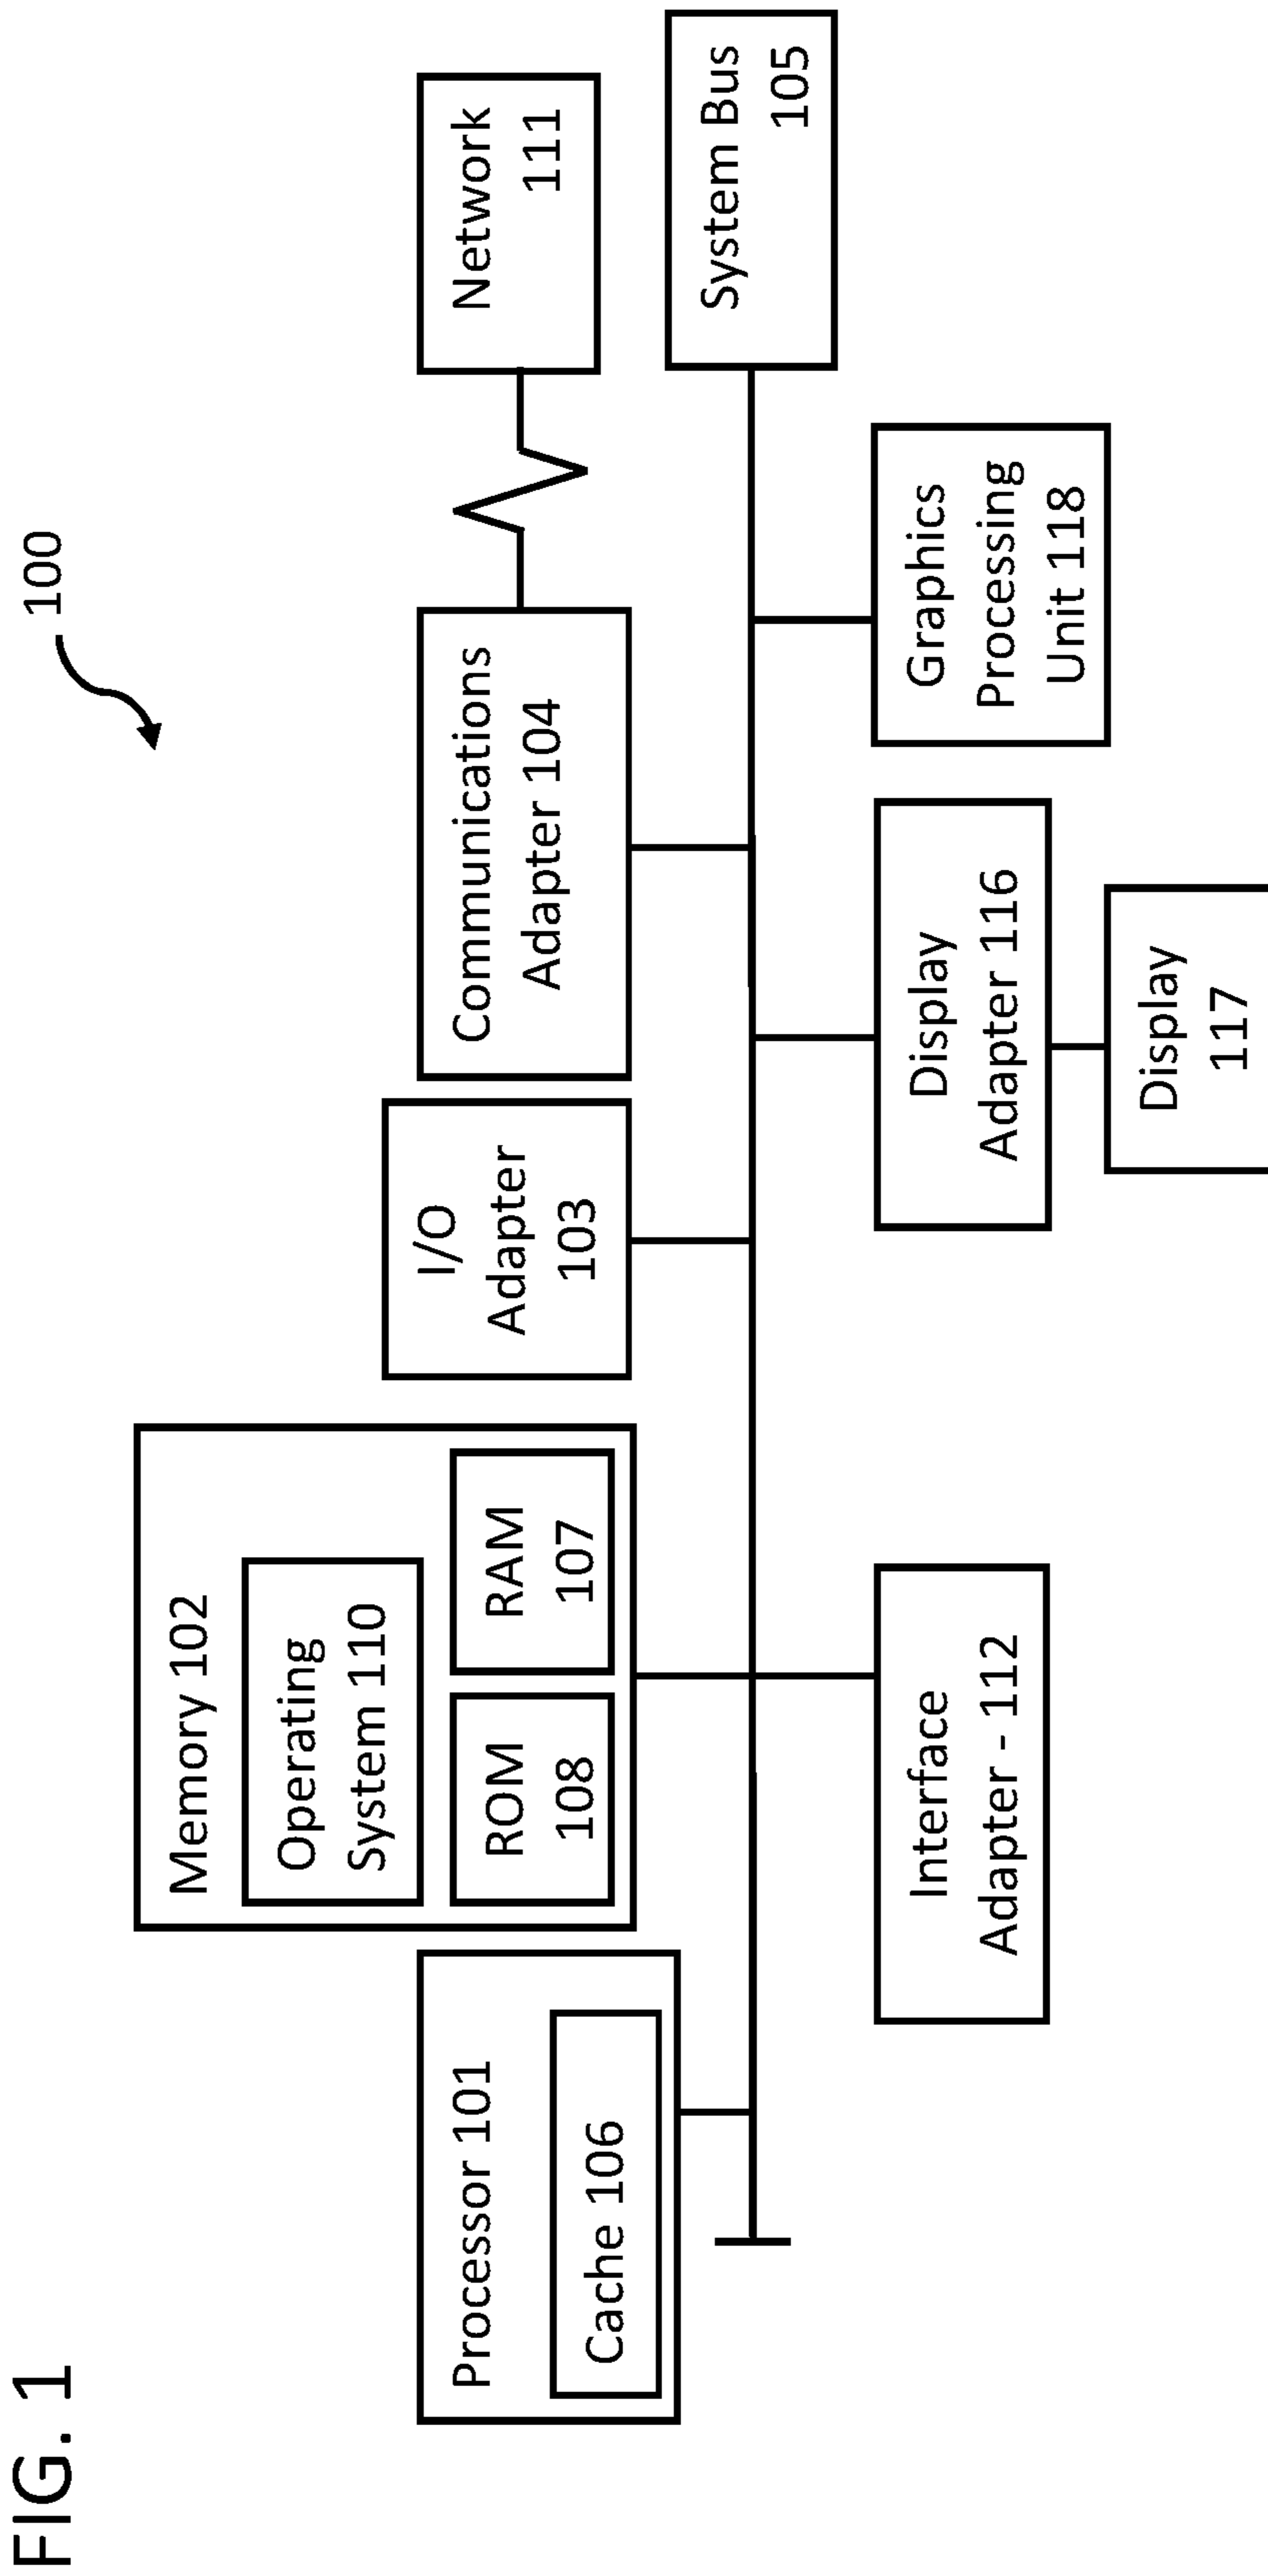 FIG. 1
100
Processor 101
Cache 106
Memory 102
Operating
System 110
ROM
108
RAM
107
I/O
Adapter
103
Communications
Adapter 104
Network
111
System Bus
105
Interface
Adapter - 112
Display
Adapter 116
Display
117
Graphics
Processing
Unit 118